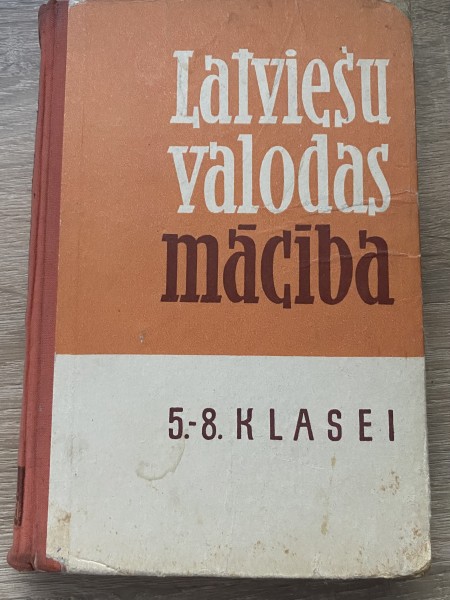 Latviešu
valodas
mācība
5.-8. KLASEI